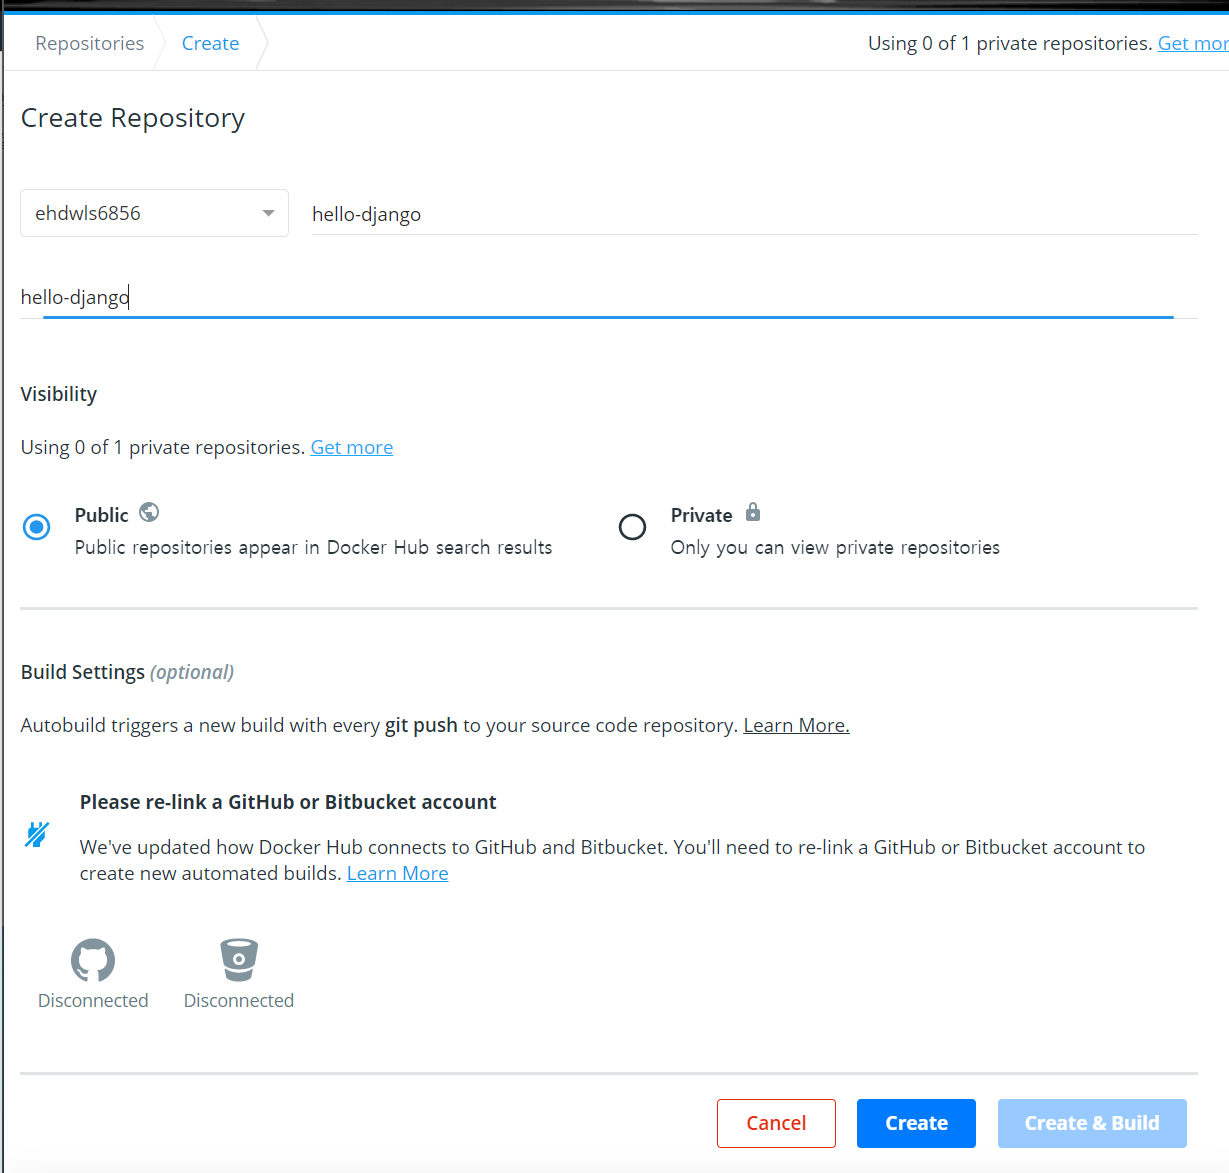 Repositories
Create
Using 0 of 1 private repositories. Get mor
Create Repository
ehdwls6856
hello-django
hello-django
Visibility
Using 0 of 1 private repositories. Get more
Public
Public repositories appear in Docker Hub search results
Private
Only you can view private repositories
Build Settings (optional)
Autobuild triggers a new build with every git push to your source code repository. Learn More.
Please re-link a GitHub or Bitbucket account
We've updated how Docker Hub connects to GitHub and Bitbucket. You'll need to re-link a GitHub or Bitbucket account to
create new automated builds. Learn More
Disconnected
Disconnected
Cancel
Create
Create & Build